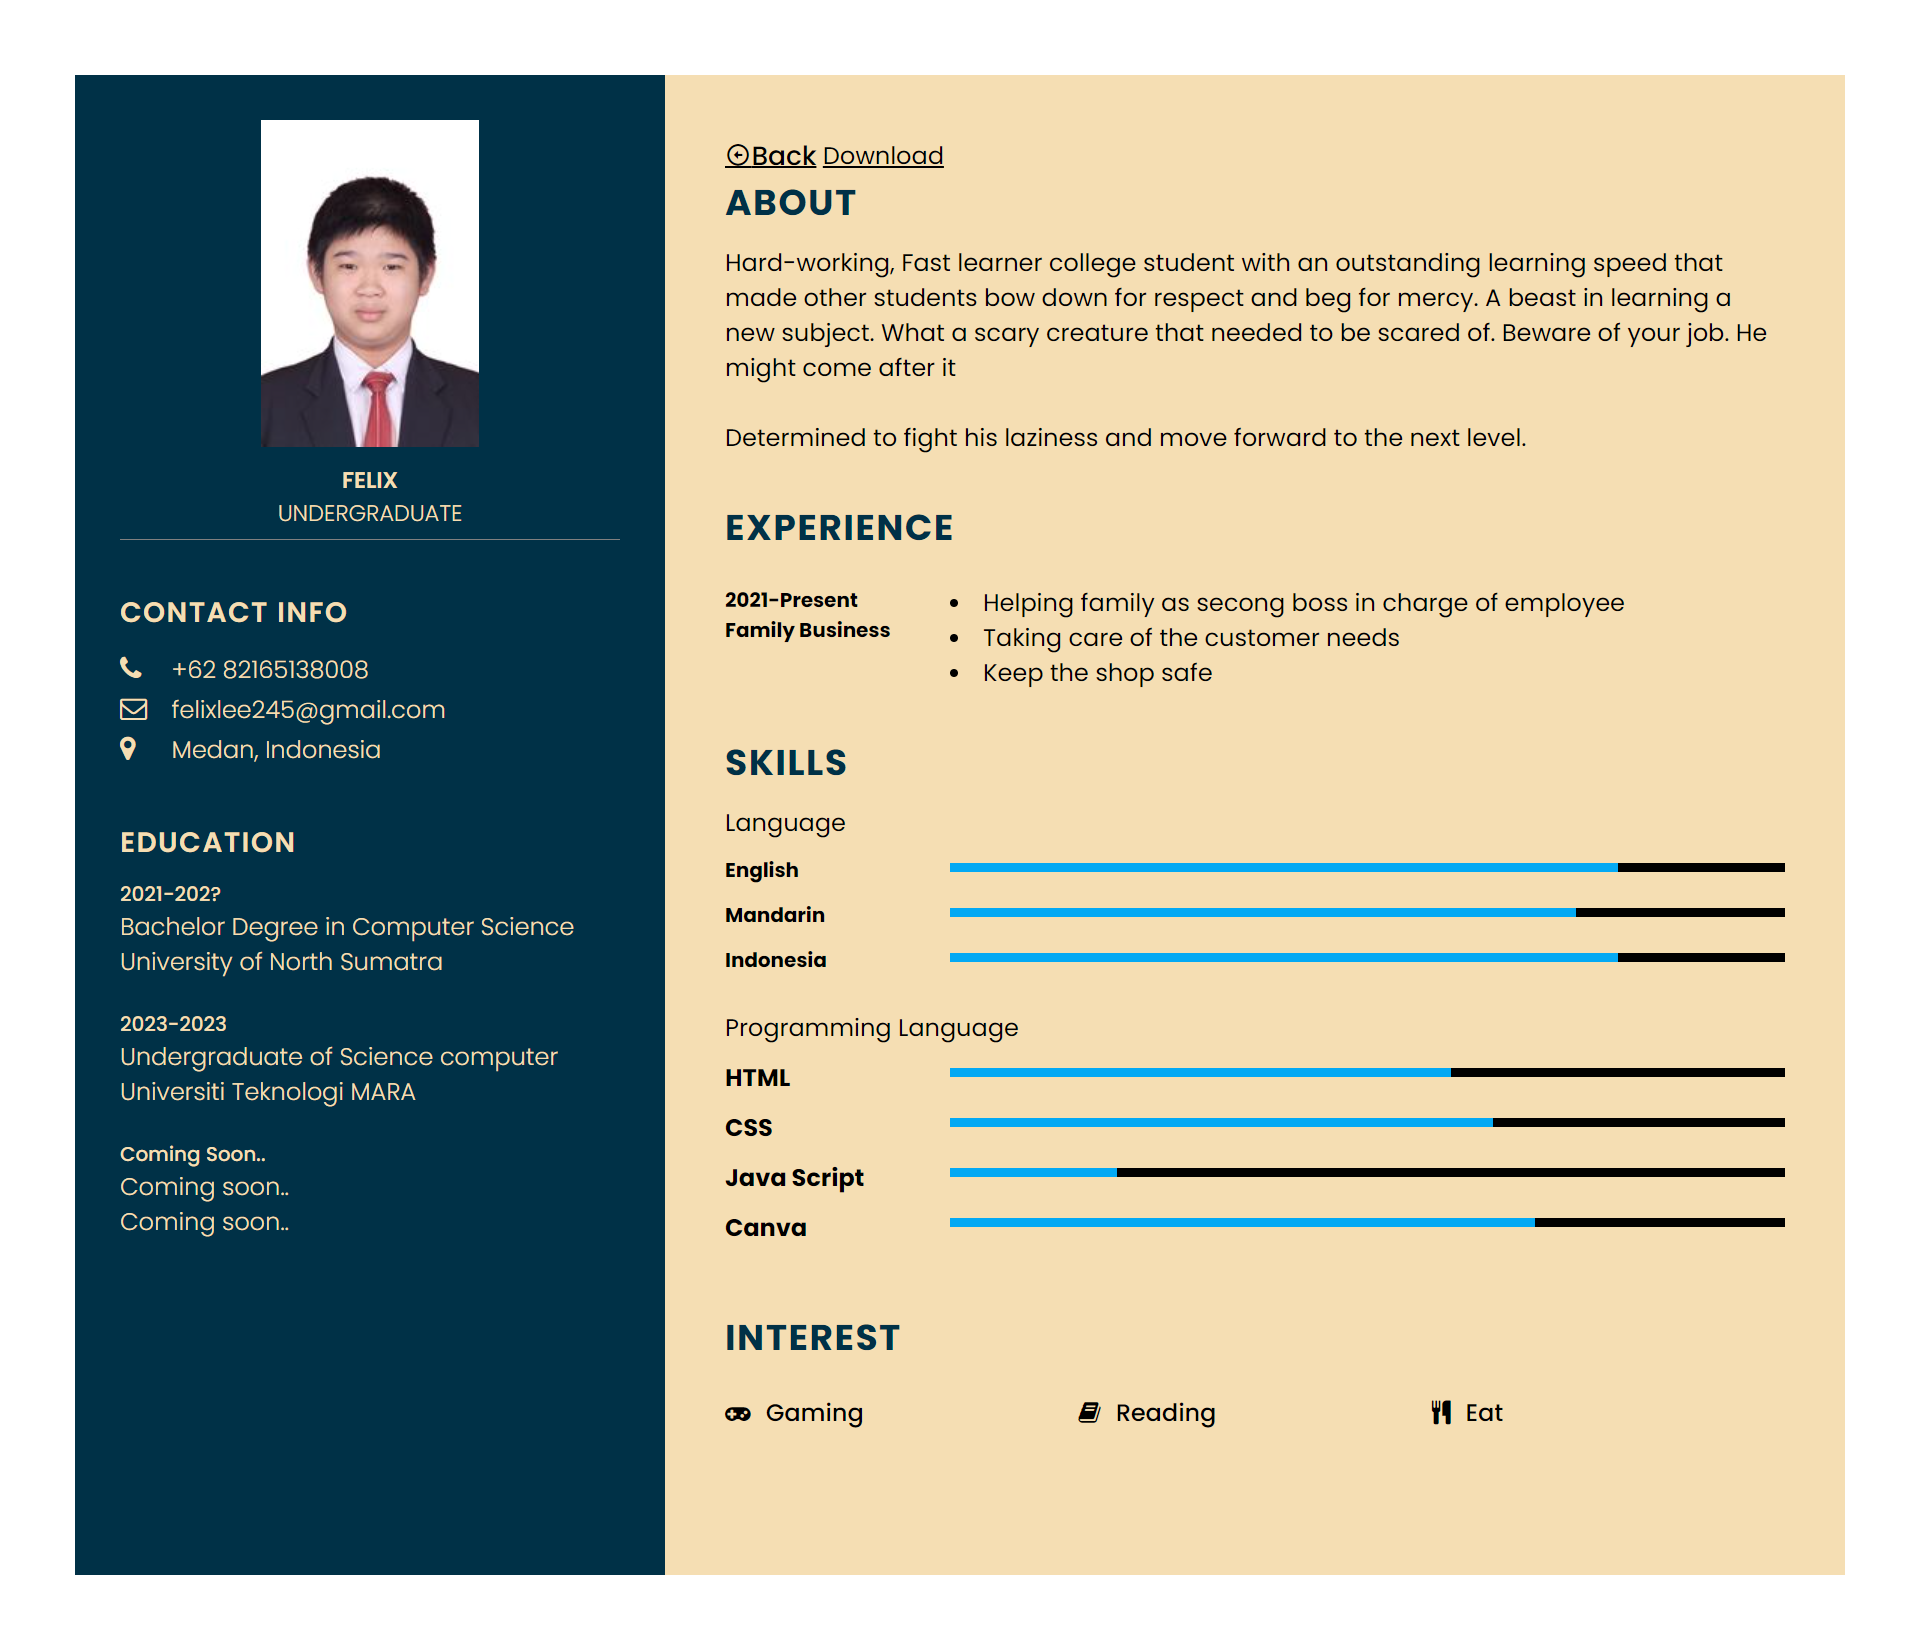 FELIX
UNDERGRADUATE
CONTACT INFO
+62 82165138008
felixlee245@gmail.com
Medan, Indonesia
EDUCATION
2021-202?
Bachelor Degree in Computer Science
University of North Sumatra
2023-2023
Undergraduate of Science computer
Universiti Teknologi MARA
Coming Soon..
Coming soon..
Coming soon..
Back Download
ABOUT
Hard-working, Fast learner college student with an outstanding learning speed that
made other students bow down for respect and beg for mercy. A beast in learning a
new subject. What a scary creature that needed to be scared of. Beware of your job. He
might come after it
Determined to fight his laziness and move forward to the next level.
EXPERIENCE
2021-Present
Family Business
Helping family as secong boss in charge of employee
Taking care of the customer needs
Keep the shop safe
SKILLS
Language
English
Mandarin
Indonesia
Programming Language
HTML
CSS
Java Script
Canva
INTEREST
Gaming
Reading
Eat